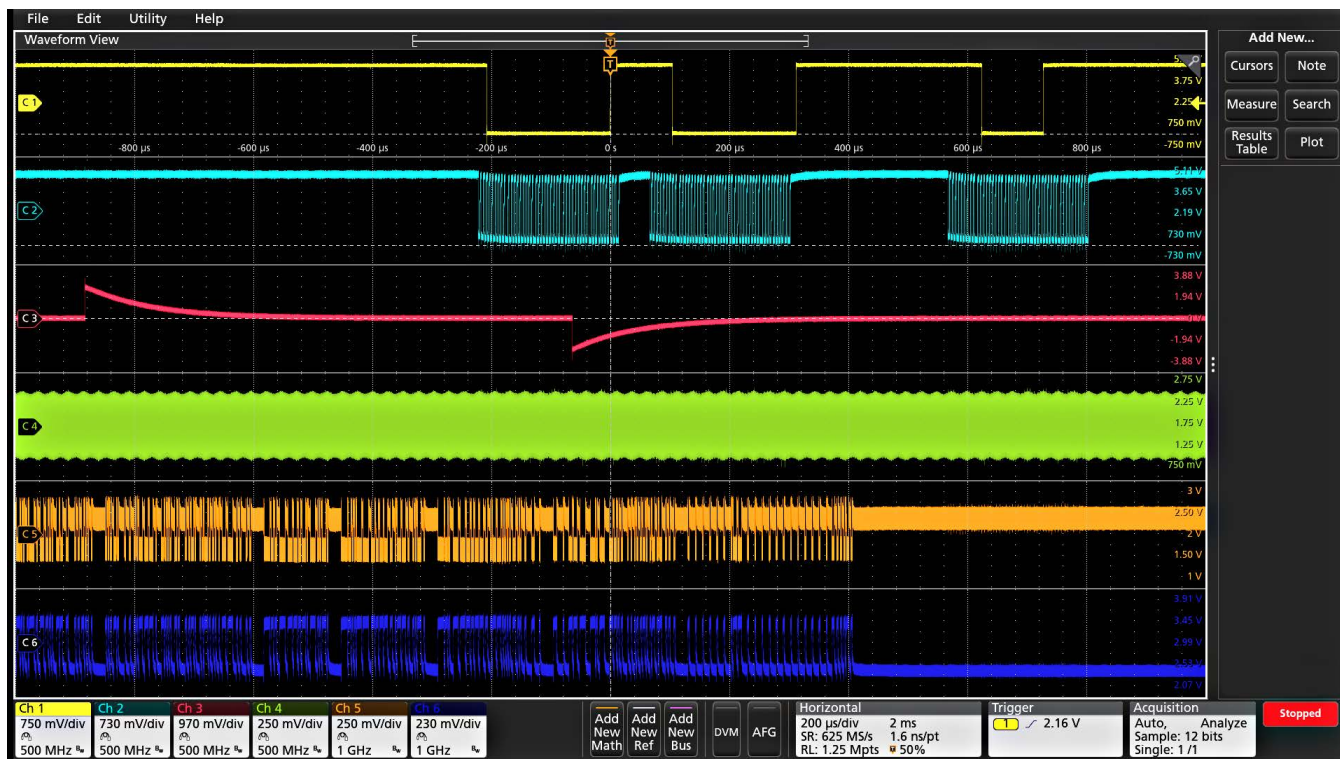 File Edit Utility Help
Waveform View
Add New...
Cursors Note
Measure Search
Results Table Plot
T
T
C 1
3.75 V
2.25
750 mV
-750 mV
-800 µs -600 µs -400 µs -200 µs 0 s 200 µs 400 µs 600 µs 800 µs
C 2
5.11 V
3.65 V
2.19 V
730 mV
-730 mV
C 3
3.88 V
1.94 V
-1.94 V
-3.88 V
C 4
2.75 V
2.25 V
1.75 V
1.25 V
750 mV
C 5
3 V
2.50 V
2 V
1.50 V
1 V
C 6
3.91 V
3.45 V
2.99 V
2.53 V
2.07 V
Ch 1 Ch 2 Ch 3 Ch 4 Ch 5 Ch 6
750 mV/div 730 mV/div 970 mV/div 250 mV/div 250 mV/div 230 mV/div
500 MHz 500 MHz 500 MHz 500 MHz 1 GHz 1 GHz
Add New Math
Add New Ref
Add New Bus
DVM
AFG
Horizontal
200 µs/div 2 ms
SR: 625 MS/s 1.6 ns/pt
RL: 1.25 Mpts 50%
Trigger
1 2.16 V
Acquisition
Auto, Analyze
Sample: 12 bits
Single: 1 /1
Stopped